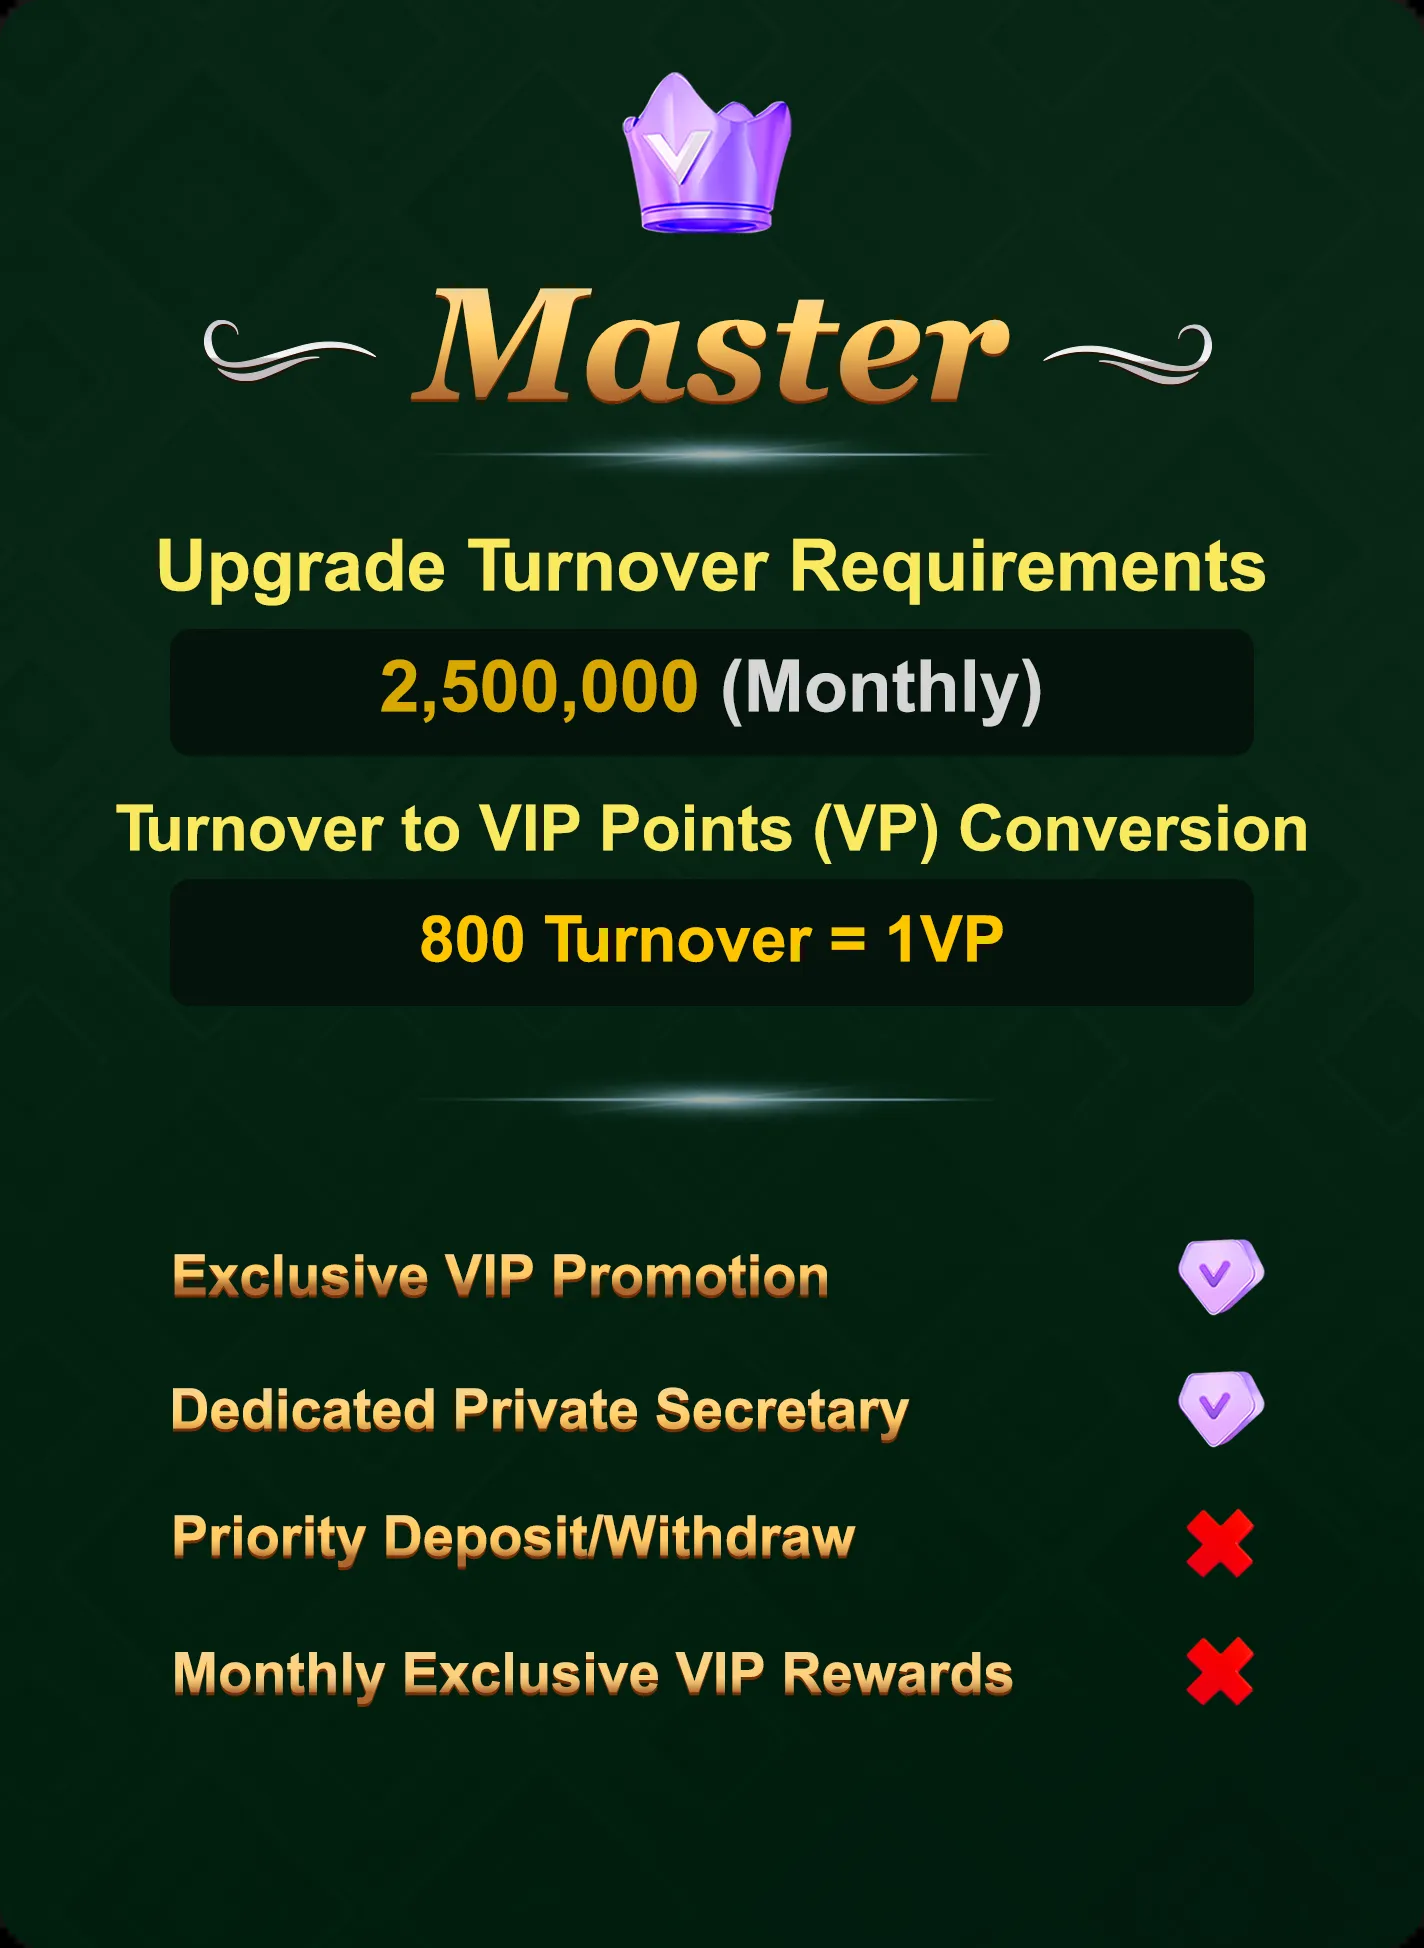 V
Master
Upgrade Turnover Requirements
2,500,000 (Monthly)
Turnover to VIP Points (VP) Conversion
800 Turnover = 1VP
Exclusive VIP Promotion
Dedicated Private Secretary
Priority Deposit/Withdraw
Monthly Exclusive VIP Rewards